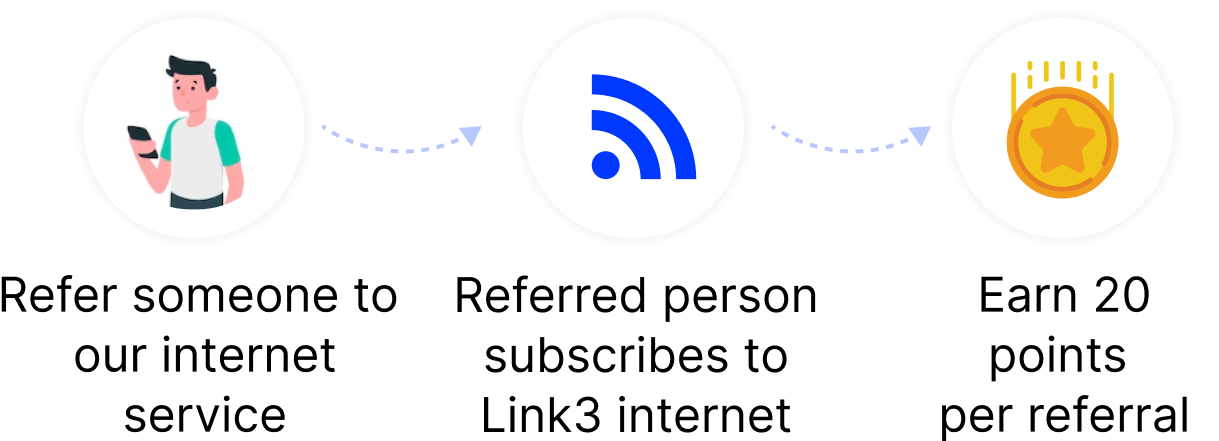 Refer someone to
our internet
service
Referred person
subscribes to
Link3 internet
Earn 20
points
per referral